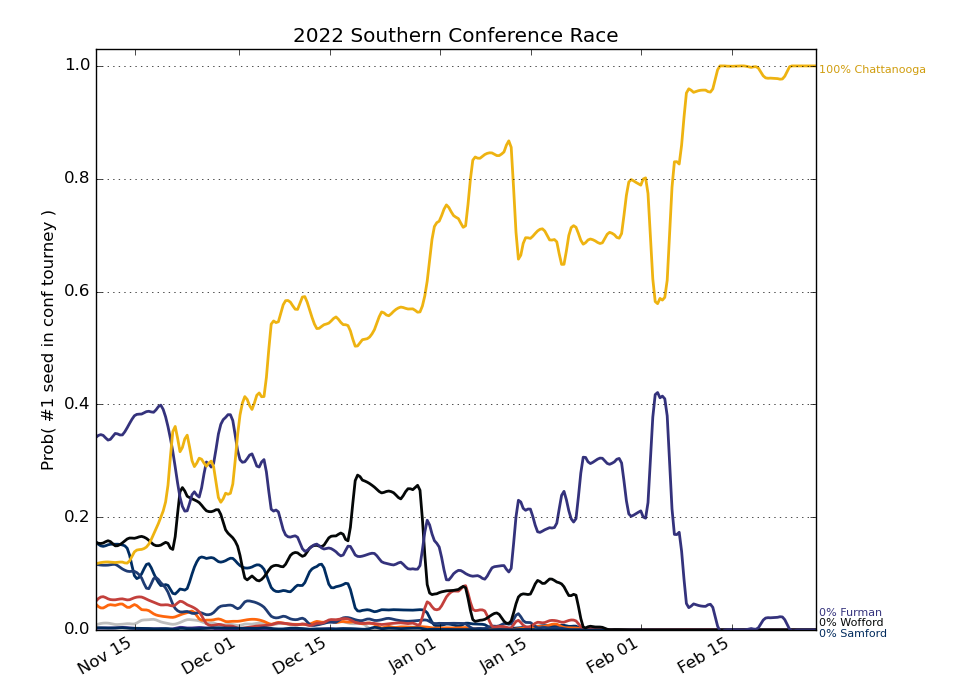 2022 Southern Conference Race
Prob( #1 seed in conf tourney )
1.0
0.8
0.6
0.4
0.2
0.0
Nov 15
Dec 01
Dec 15
Jan 01
Jan 15
Feb 01
Feb 15
100% Chattanooga
0% Furman
0% Wofford
0% Samford